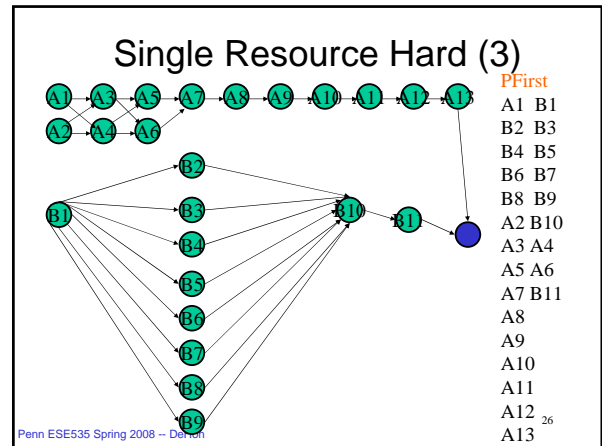 Single Resource Hard (3)
A1 A3 A5 A7 A8 A9 A10 A11 A12 A13
A2 A4 A6
B2
B1
B3
B4
B5
B6
B7
B8
B9
B10
B11
PFirst
A1 B1
B2 B3
B4 B5
B6 B7
B8 B9
A2 B10
A3 A4
A5 A6
A7 B11
A8
A9
A10
A11
A12
A13
Penn ESE535 Spring 2008 -- DeHon
26